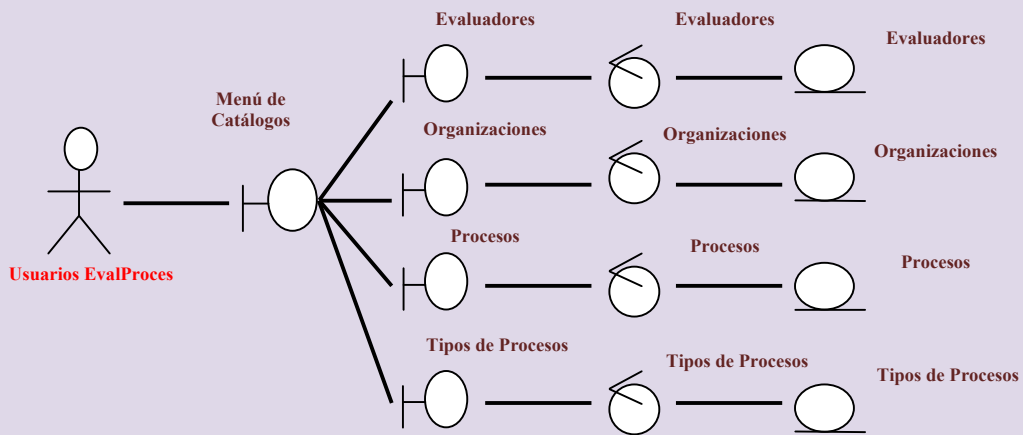 Evaluadores
Evaluadores
Evaluadores
Menú de
Catálogos
Organizaciones
Organizaciones
Organizaciones
Usuarios EvalProces
Procesos
Procesos
Procesos
Tipos de Procesos
Tipos de Procesos
Tipos de Procesos